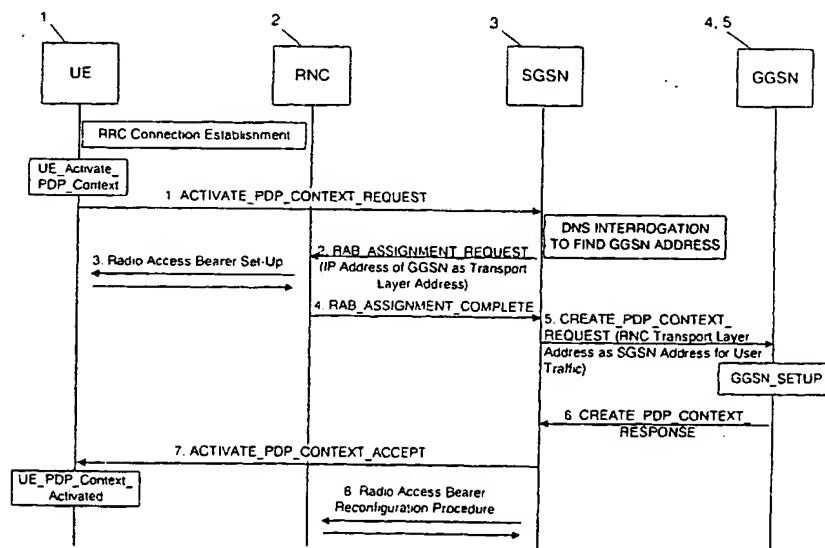 1
2
3
4, 5
UE
RNC
SGSN
GGSN
RRC Connection Establishment
UE_Activate_
PDP_Context
1. ACTIVATE_PDP_CONTEXT_REQUEST
DNS INTERROGATION
TO FIND GGSN ADDRESS
2. RAB_ASSIGNMENT_REQUEST
(IP Address of GGSN as Transport
Layer Address)
3. Radio Access Bearer Set-Up
4. RAB_ASSIGNMENT_COMPLETE
5. CREATE_PDP_CONTEXT_
REQUEST (RNC Transport Layer
Address as SGSN Address for User
Traffic)
GGSN_SETUP
6 CREATE_PDP_CONTEXT_
RESPONSE
7. ACTIVATE_PDP_CONTEXT_ACCEPT
UE_PDP_Context_
Activated
8 Radio Access Bearer
Reconfiguration Procedure